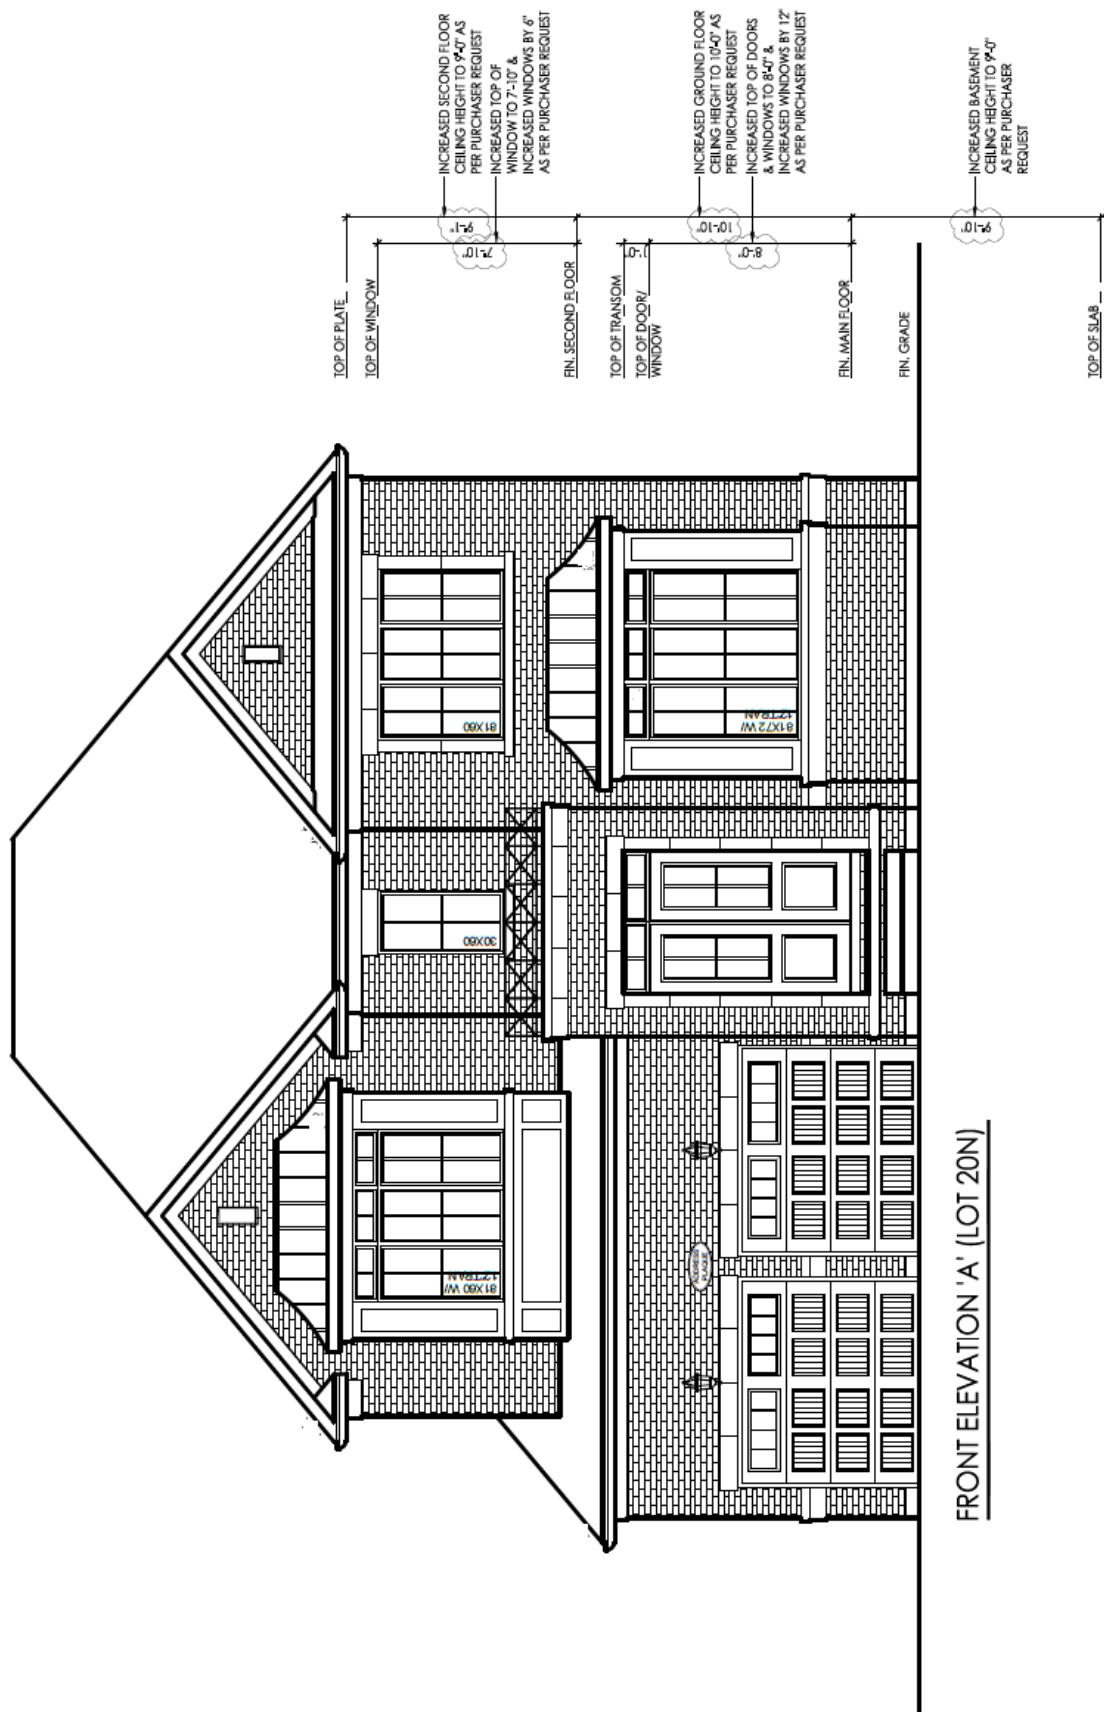 TOP OF PLATE
TOP OF WINDOW
FIN. SECOND FLOOR
TOP OF TRANSOM
TOP OF DOOR/
WINDOW
FIN. MAIN FLOOR
FIN. GRADE
TOP OF SLAB
9'-1"
7'-10"
10'-10"
1'-0"
8'-0"
9'-10"
INCREASED SECOND FLOOR
CEILING HEIGHT TO 9'-0" AS
PER PURCHASER REQUEST
INCREASED TOP OF
WINDOW TO 7'-10" &
INCREASED WINDOWS BY 6"
AS PER PURCHASER REQUEST
INCREASED GROUND FLOOR
CEILING HEIGHT TO 10'-0" AS
PER PURCHASER REQUEST
INCREASED TOP OF DOORS
& WINDOWS TO 8'-0" &
INCREASED WINDOWS BY 12"
AS PER PURCHASER REQUEST
INCREASED BASEMENT
CEILING HEIGHT TO 9'-0"
AS PER PURCHASER
REQUEST
81X60 W/
12"TRAN
30X60
81X60
81X72 W/
12"TRAN
ADDRESS
PLAQUE
FRONT ELEVATION 'A' (LOT 20N)